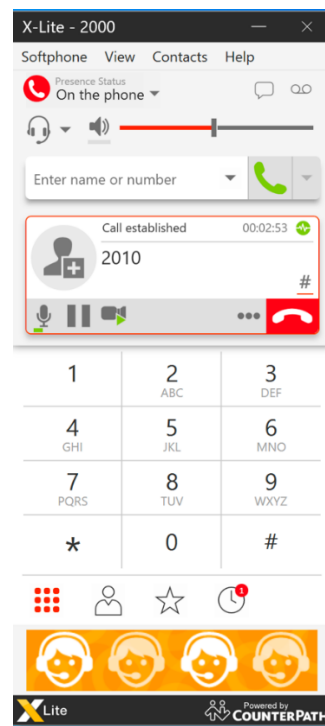 X-Lite - 2000
Softphone View Contacts Help
Presence Status
On the phone
Enter name or number
Call established 00:02:53
2010
#
1 2 3
ABC DEF
4 5 6
GHI JKL MNO
7 8 9
PQRS TUV WXYZ
* 0 #
1
X Lite
Powered by
COUNTERPATH